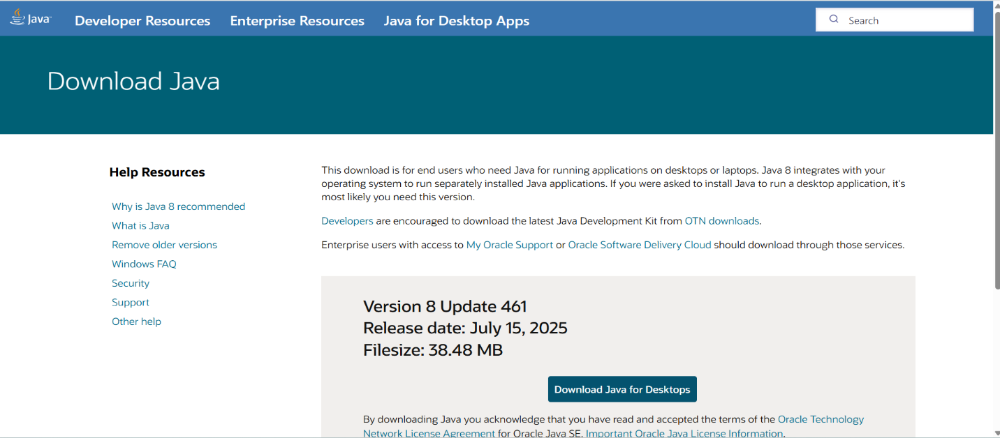 Java
Developer Resources
Enterprise Resources
Java for Desktop Apps
Search
Download Java
Help Resources
Why is Java 8 recommended
What is Java
Remove older versions
Windows FAQ
Security
Support
Other help
This download is for end users who need Java for running applications on desktops or laptops. Java 8 integrates with your
operating system to run separately installed Java applications. If you were asked to install Java to run a desktop application, it's
most likely you need this version.
Developers are encouraged to download the latest Java Development Kit from OTN downloads.
Enterprise users with access to My Oracle Support or Oracle Software Delivery Cloud should download through those services.
Version 8 Update 461
Release date: July 15, 2025
Filesize: 38.48 MB
Download Java for Desktops
By downloading Java you acknowledge that you have read and accepted the terms of the Oracle Technology
Network License Agreement for Oracle Java SE. Important Oracle Java License Information.